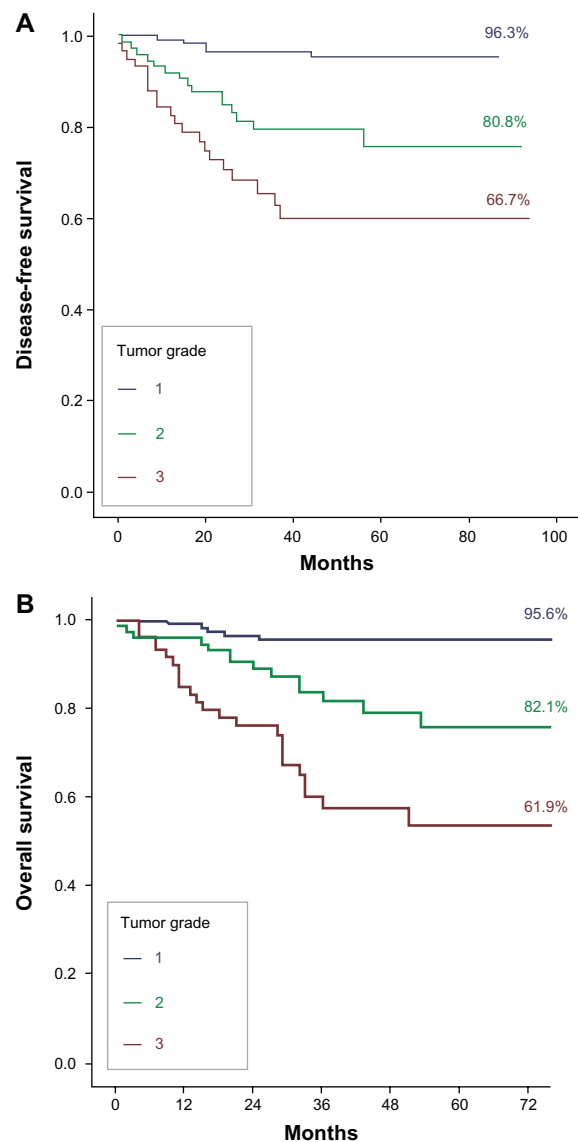 A
Disease-free survival
1.0
0.8
0.6
0.4
0.2
0.0
96.3%
80.8%
66.7%
Tumor grade
1
2
3
0 20 40 60 80 100
Months
B
Overall survival
1.0
0.8
0.6
0.4
0.2
0.0
95.6%
82.1%
61.9%
Tumor grade
1
2
3
0 12 24 36 48 60 72
Months